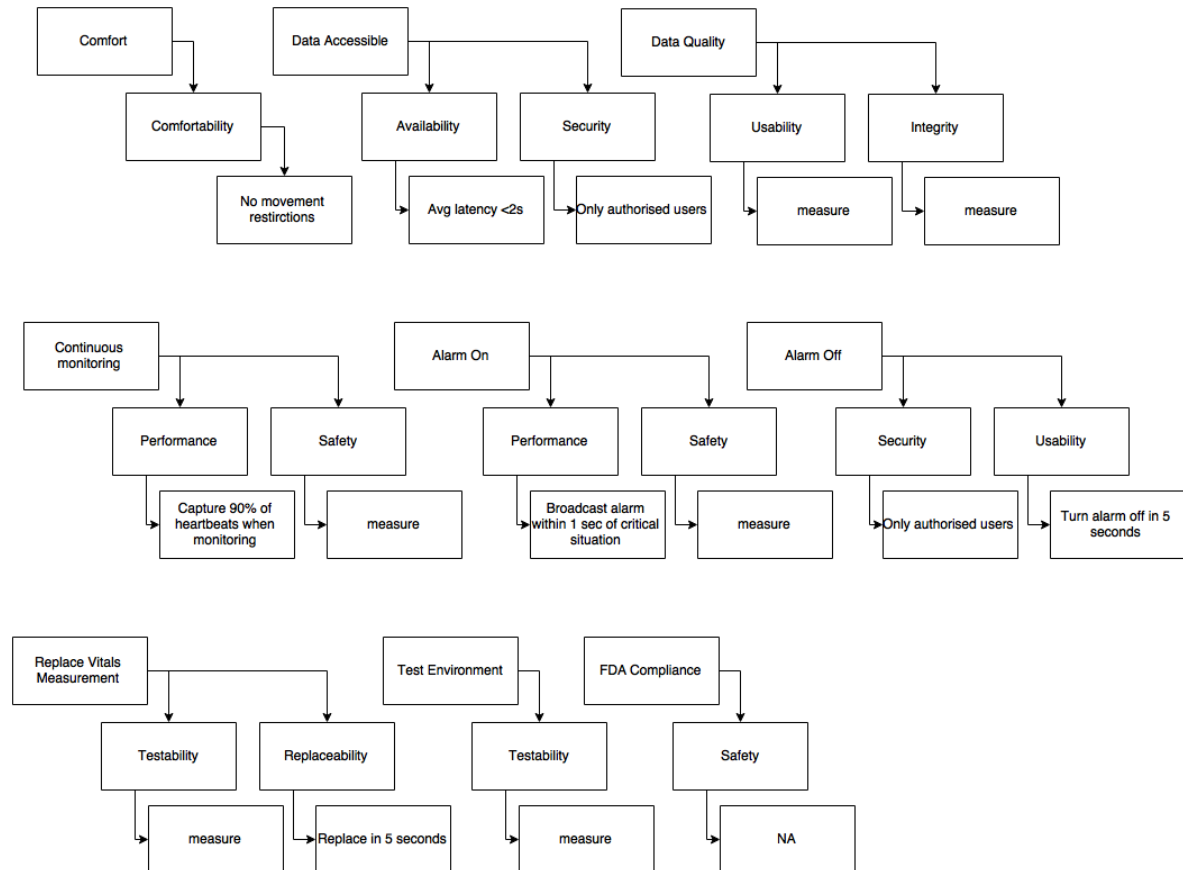 Comfort
Data Accessible
Data Quality
Comfortability
Availability
Security
Usability
Integrity
No movement
restirctions
Avg latency <2s
Only authorised users
measure
measure
Continuous
monitoring
Alarm On
Alarm Off
Performance
Safety
Performance
Safety
Security
Usability
Capture 90% of
heartbeats when
monitoring
measure
Broadcast alarm
within 1 sec of critical
situation
measure
Only authorised users
Turn alarm off in 5
seconds
Replace Vitals
Measurement
Test Environment
FDA Compliance
Testability
Replaceability
Testability
Safety
measure
Replace in 5 seconds
measure
NA